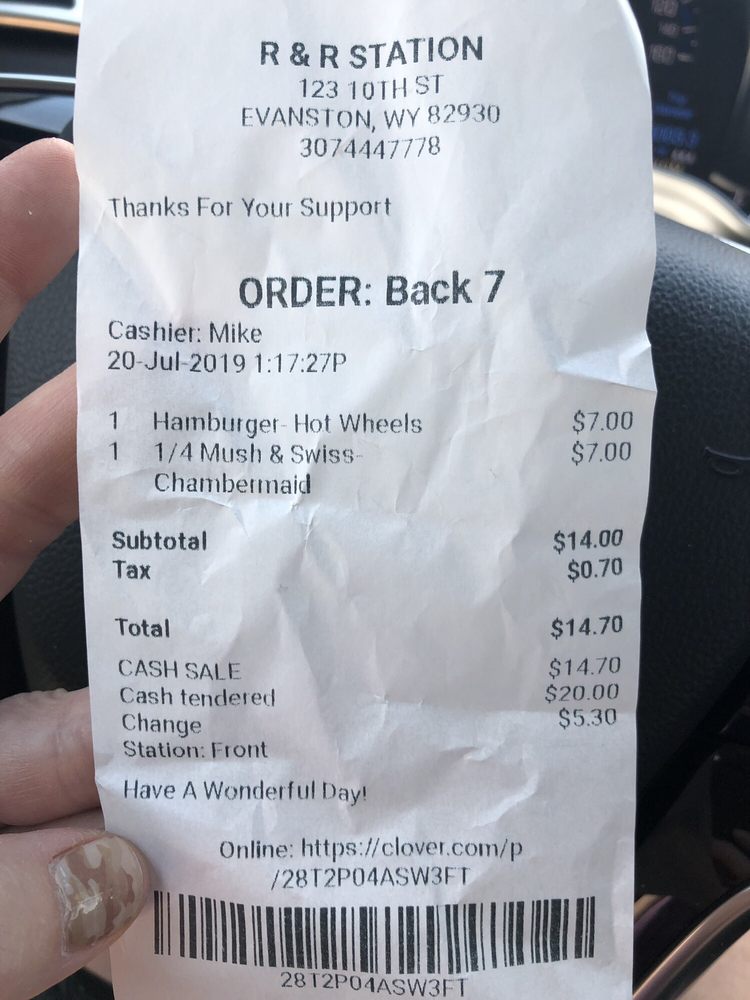 R & R STATION
123 10TH ST
EVANSTON, WY 82930
3074447778
Thanks For Your Support
ORDER: Back 7
Cashier: Mike
20-Jul-2019 1:17:27P
1 Hamburger- Hot Wheels $7.00
1 1/4 Mush & Swiss- $7.00
Chambermaid
Subtotal $14.00
Tax $0.70
Total $14.70
CASH SALE $14.70
Cash tendered $20.00
Change $5.30
Station: Front
Have A Wonderful Day!
Online: https://clover.com/p
/28T2P04ASW3FT
28T2P04ASW3FT